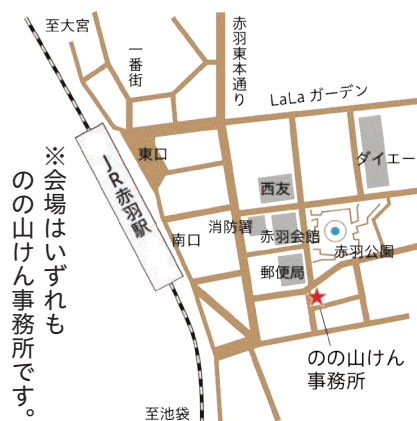 至大宮
一番街
赤羽東本通り
LaLa ガーデン
東口
JR赤羽駅
ダイエー
西友
南口
消防署
赤羽会館
赤羽公園
郵便局
のの山けん
事務所
至池袋
※会場はいずれも
のの山けん事務所です。